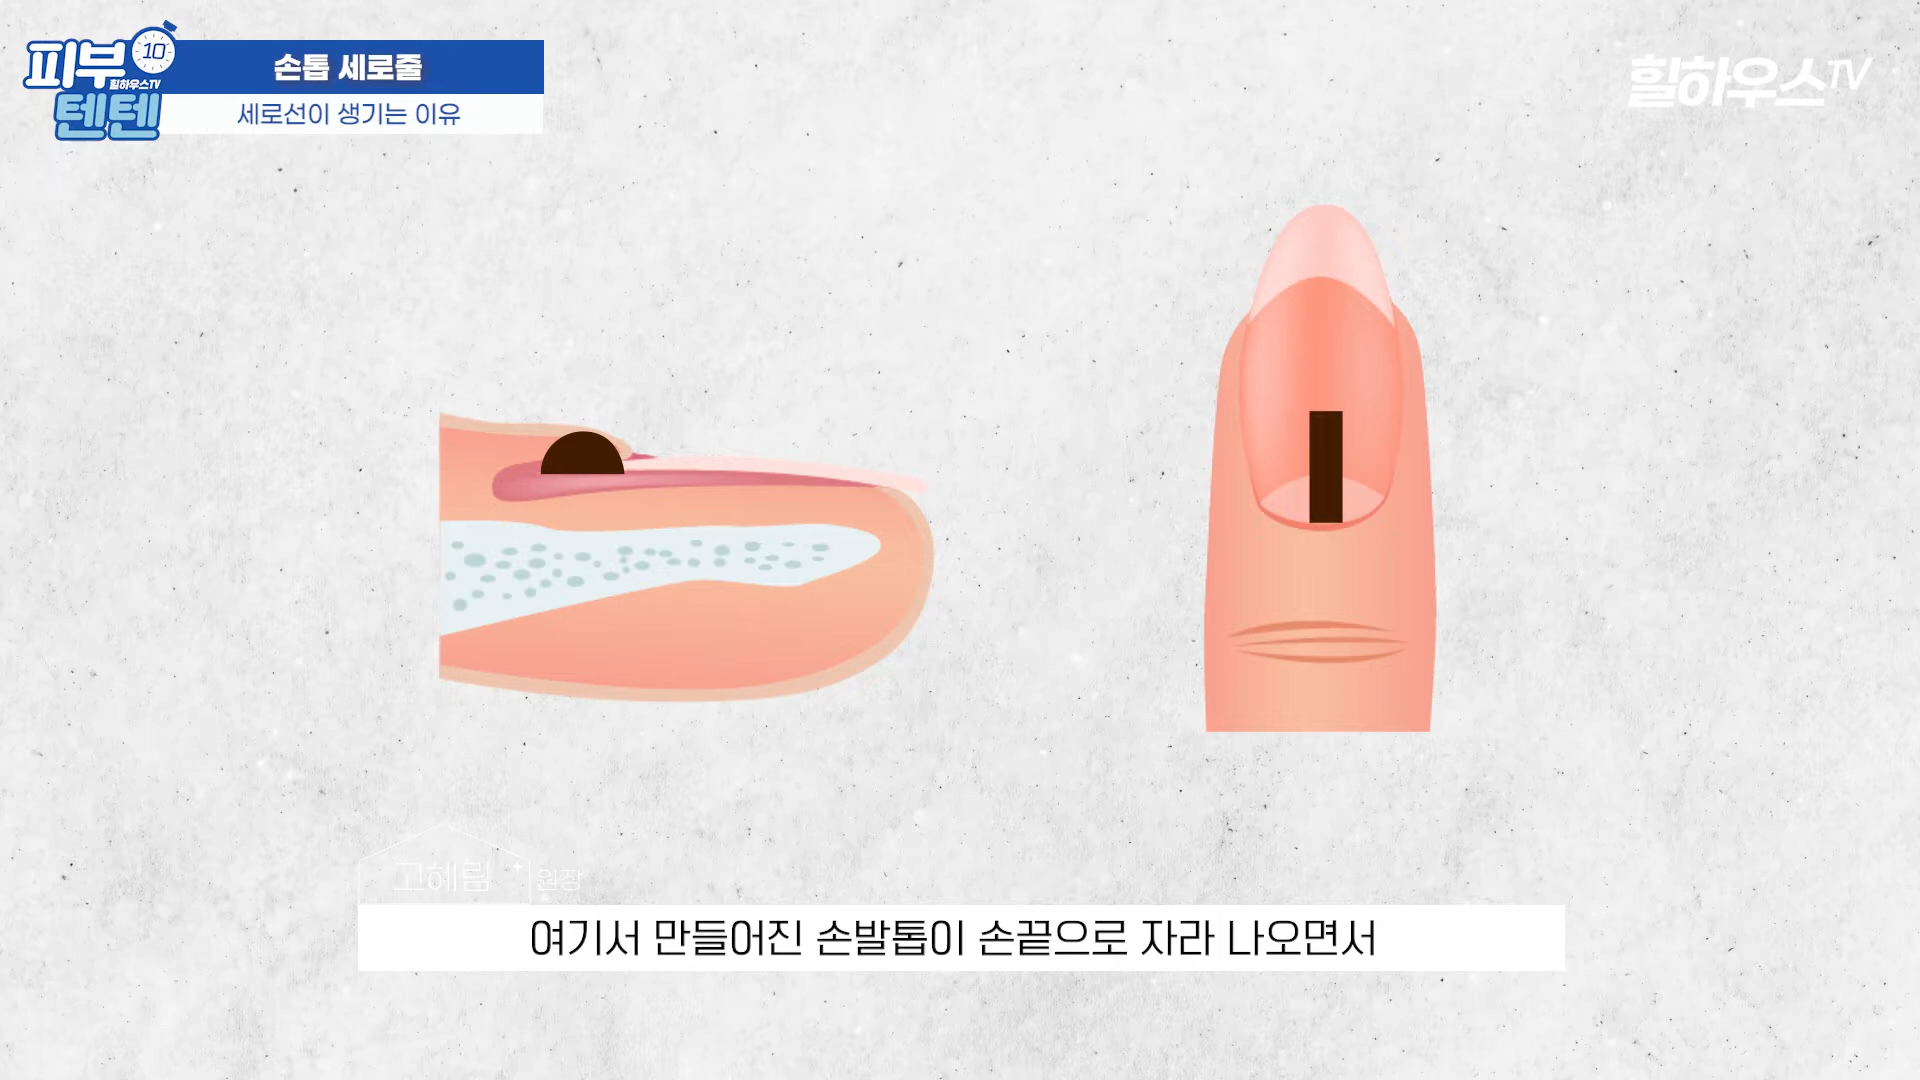 피부
10
힐하우스TV
텐텐
손톱 세로줄
세로선이 생기는 이유
힐하우스TV
고혜림 원장
여기서 만들어진 손발톱이 손끝으로 자라 나오면서